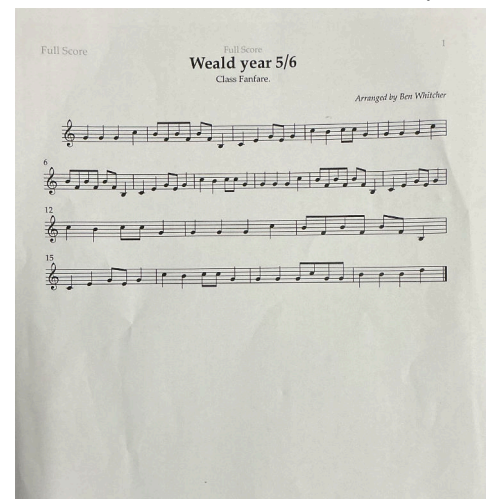 1
Full Score
Full Score
Weald year 5/6
Class Fanfare.
Arranged by Ben Whitcher
6
12
15